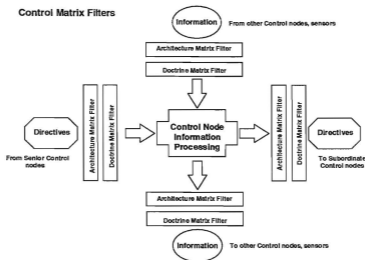 Control Matrix Filters
Information
From other Control nodes, sensors
Architecture Matrix Filter
Doctrine Matrix Filter
Directives
From Senior Control
nodes
Architecture Matrix Filter
Doctrine Matrix Filter
Control Node
Information
Processing
Architecture Matrix Filter
Doctrine Matrix Filter
Directives
To Subordinate
Control nodes
Architecture Matrix Filter
Doctrine Matrix Filter
Information
To other Control nodes, sensors